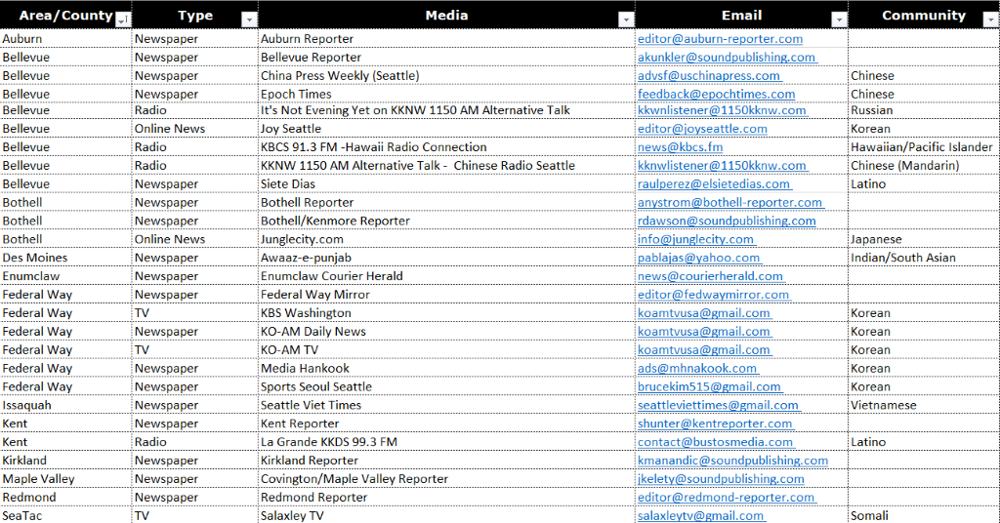 Area/County Type Media Email Community
Auburn Newspaper Auburn Reporter editor@auburn-reporter.com
Bellevue Newspaper Bellevue Reporter akunkler@soundpublishing.com
Bellevue Newspaper China Press Weekly (Seattle) advsf@uschinapress.com Chinese
Bellevue Newspaper Epoch Times feedback@epochtimes.com Chinese
Bellevue Radio It's Not Evening Yet on KKNW 1150 AM Alternative Talk kkwnlistener@1150kknw.com Russian
Bellevue Online News Joy Seattle editor@joyseattle.com Korean
Bellevue Radio KBCS 91.3 FM -Hawaii Radio Connection news@kbcs.fm Hawaiian/Pacific Islander
Bellevue Radio KKNW 1150 AM Alternative Talk - Chinese Radio Seattle kknwlistener@1150kknw.com Chinese (Mandarin)
Bellevue Newspaper Siete Dias raulperez@elsietedias.com Latino
Bothell Newspaper Bothell Reporter anystrom@bothell-reporter.com
Bothell Newspaper Bothell/Kenmore Reporter rdawson@soundpublishing.com
Bothell Online News Junglecity.com info@junglecity.com Japanese
Des Moines Newspaper Awaaz-e-punjab pablajas@yahoo.com Indian/South Asian
Enumclaw Newspaper Enumclaw Courier Herald news@courierherald.com
Federal Way Newspaper Federal Way Mirror editor@fedwaymirror.com
Federal Way TV KBS Washington koamtvusa@gmail.com Korean
Federal Way Newspaper KO-AM Daily News koamtvusa@gmail.com Korean
Federal Way TV KO-AM TV koamtvusa@gmail.com Korean
Federal Way Newspaper Media Hankook ads@mhnakook.com Korean
Federal Way Newspaper Sports Seoul Seattle brucekim515@gmail.com Korean
Issaquah Newspaper Seattle Viet Times seattleviettimes@gmail.com Vietnamese
Kent Newspaper Kent Reporter shunter@kentreporter.com
Kent Radio La Grande KKDS 99.3 FM contact@bustosmedia.com Latino
Kirkland Newspaper Kirkland Reporter kmanandic@soundpublishing.com
Maple Valley Newspaper Covington/Maple Valley Reporter jkelety@soundpublishing.com
Redmond Newspaper Redmond Reporter editor@redmond-reporter.com
SeaTac TV Salaxley TV salaxleytv@gmail.com Somali